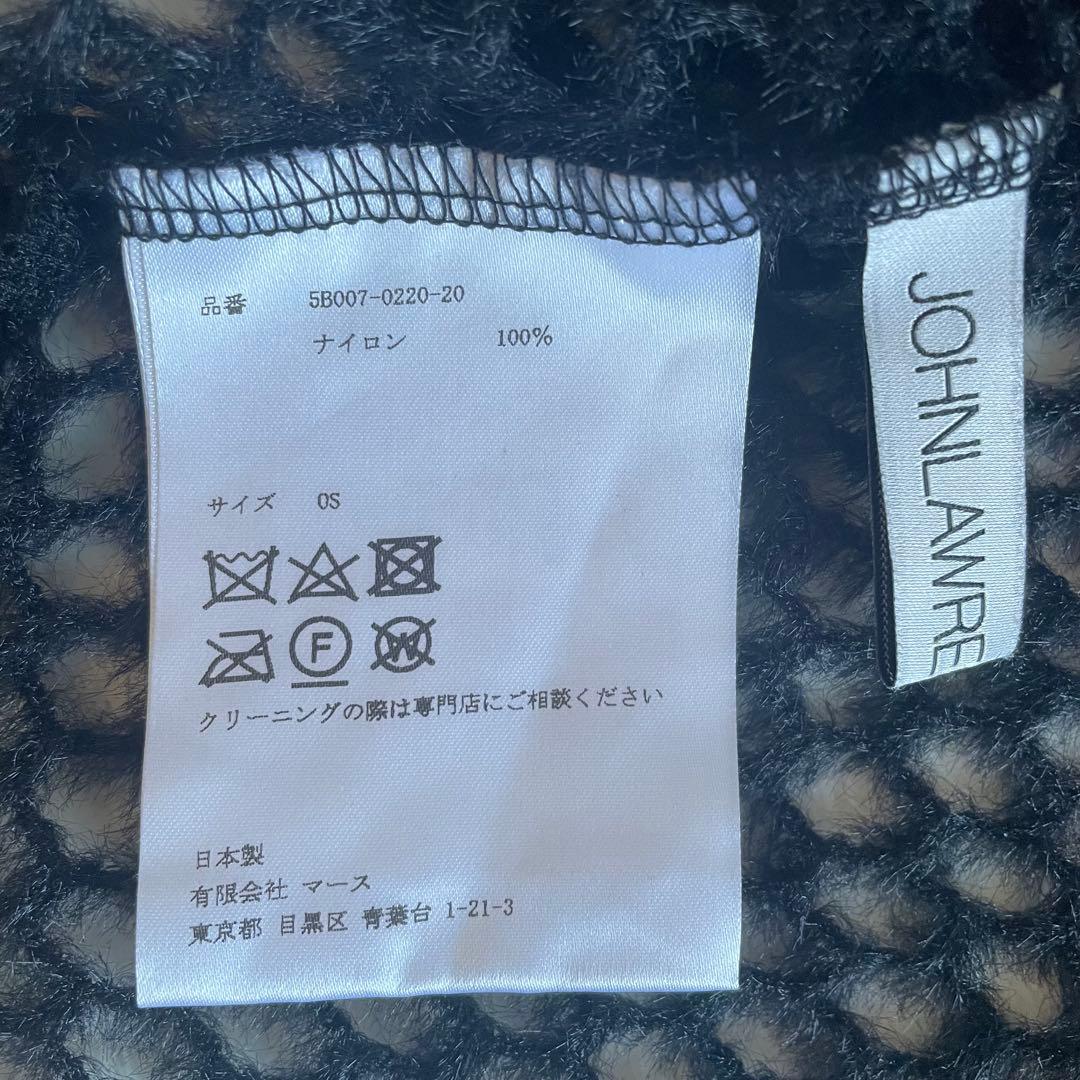 品番 5B007-0220-20
ナイロン 100%
サイズ OS
F
W
クリーニングの際は専門店にご相談ください
日本製
有限会社 マース
東京都 目黒区 青葉台 1-21-3
JOHNLAWRE